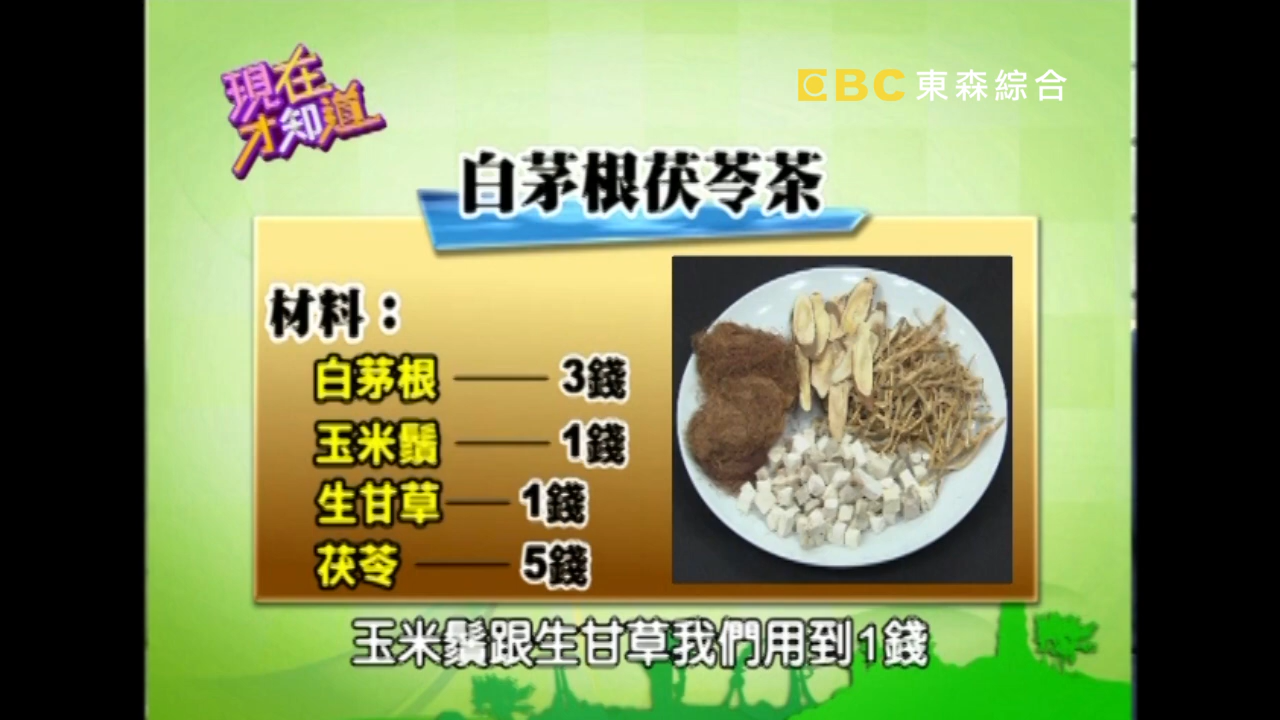 現在
才知道
EBC 東森綜合
白茅根茯苓茶
材料：
白茅根 —— 3錢
玉米鬚 —— 1錢
生甘草 —— 1錢
茯苓 —— 5錢
玉米鬚跟生甘草我們用到1錢